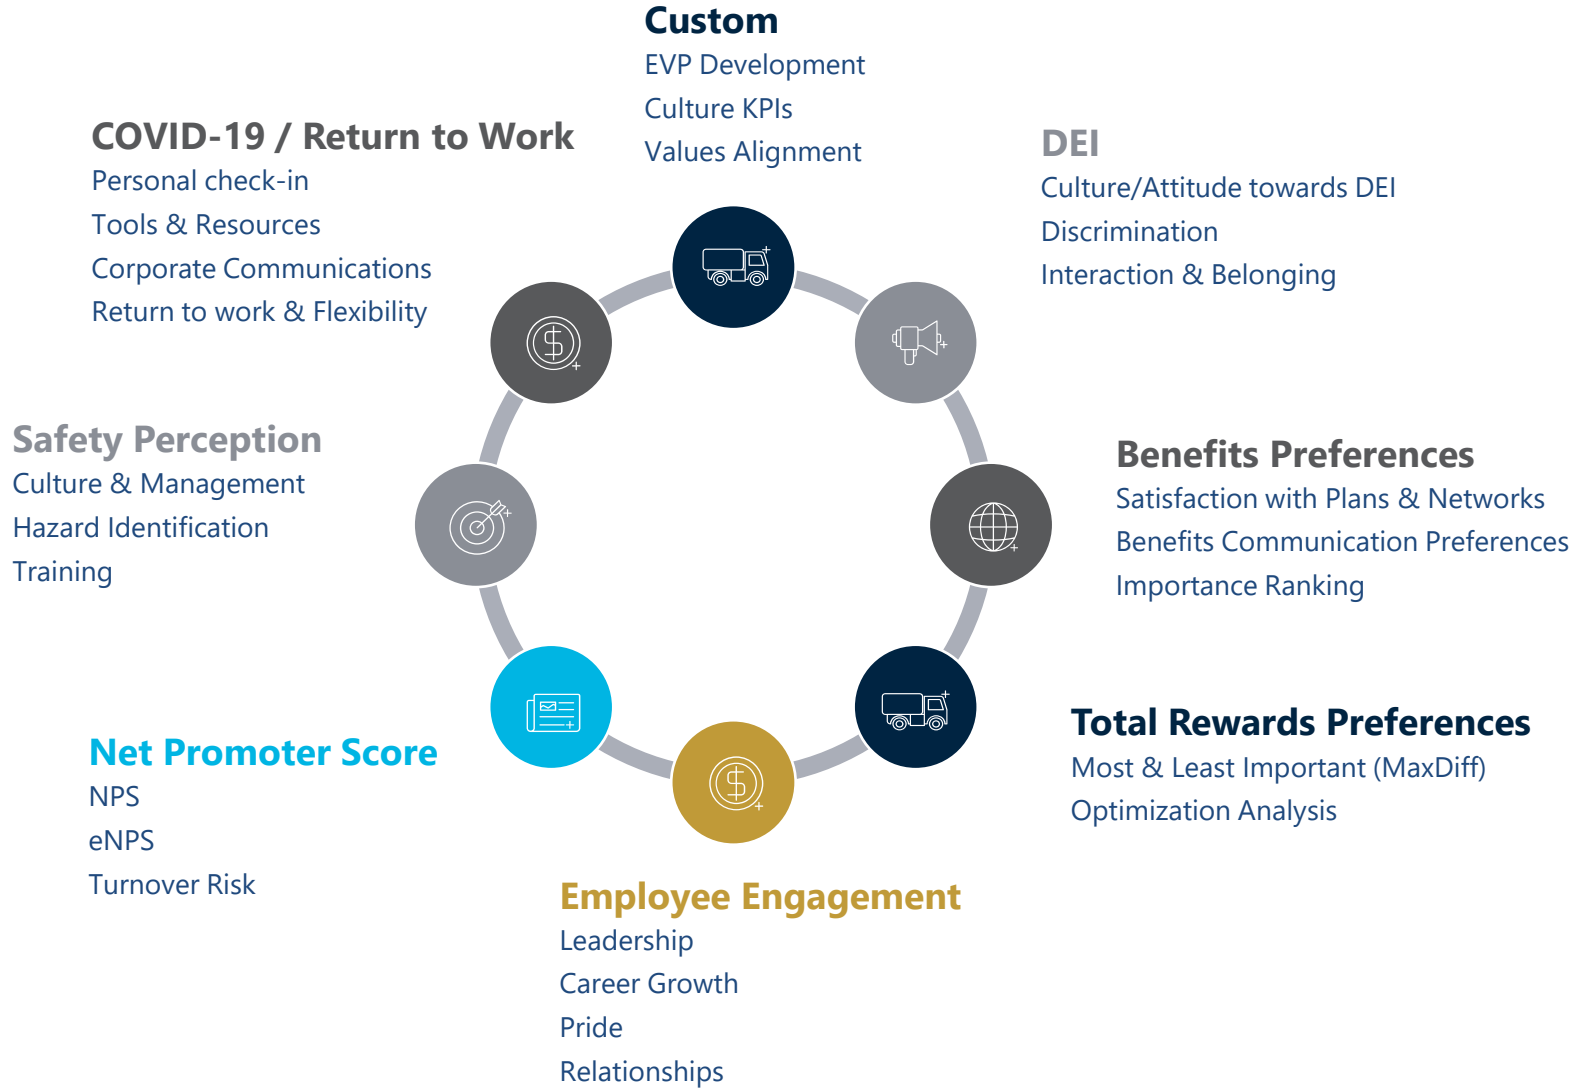 Custom
EVP Development
Culture KPIs
Values Alignment
COVID-19 / Return to Work
Personal check-in
Tools & Resources
Corporate Communications
Return to work & Flexibility
DEI
Culture/Attitude towards DEI
Discrimination
Interaction & Belonging
Safety Perception
Culture & Management
Hazard Identification
Training
Benefits Preferences
Satisfaction with Plans & Networks
Benefits Communication Preferences
Importance Ranking
Net Promoter Score
NPS
eNPS
Turnover Risk
Total Rewards Preferences
Most & Least Important (MaxDiff)
Optimization Analysis
Employee Engagement
Leadership
Career Growth
Pride
Relationships